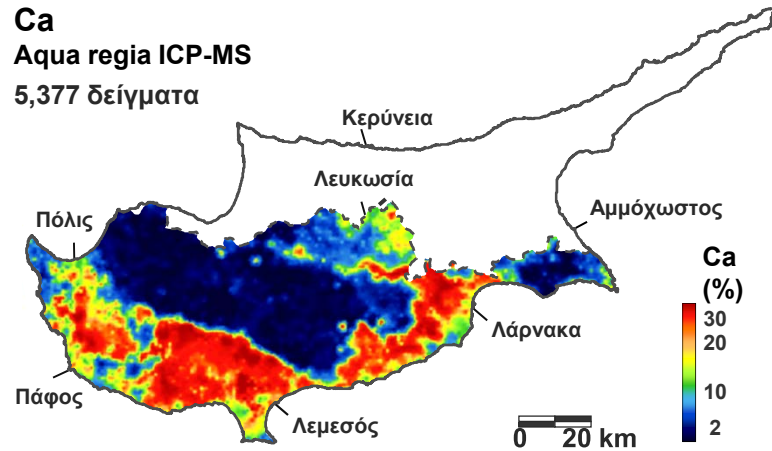 Ca
Aqua regia ICP-MS
5,377 δείγματα
Κερύνεια
Λευκωσία
Πόλις
Αμμόχωστος
Ca
(%)
30
20
10
2
Λάρνακα
Πάφος
Λεμεσός
0 20 km